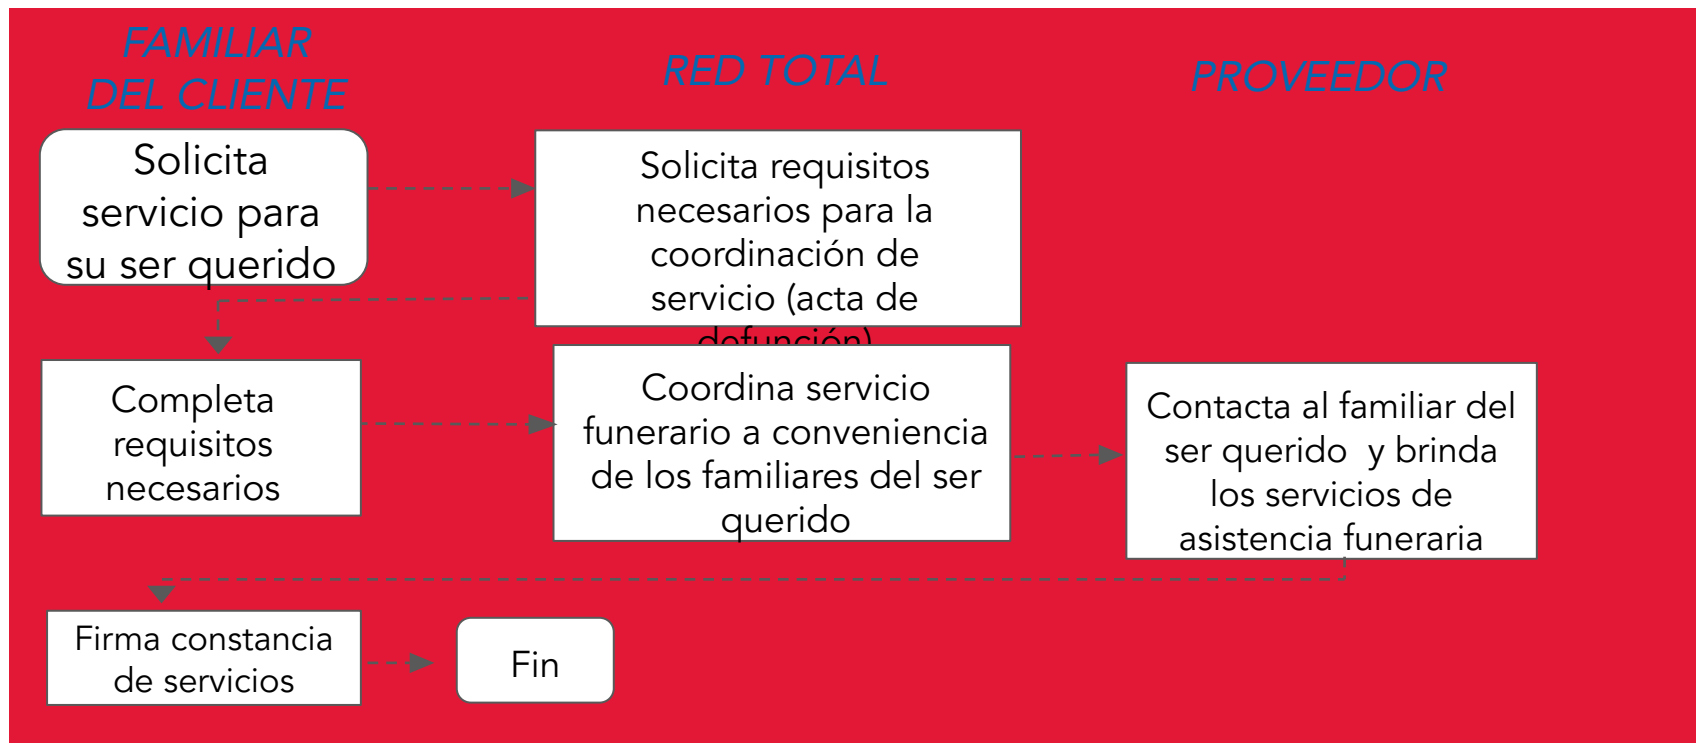 FAMILIAR
DEL CLIENTE
RED TOTAL
PROVEEDOR
Solicita
servicio para
su ser querido
Solicita requisitos
necesarios para la
coordinación de
servicio (acta de
defunción)
Completa
requisitos
necesarios
Coordina servicio
funerario a conveniencia
de los familiares del ser
querido
Contacta al familiar del
ser querido y brinda
los servicios de
asistencia funeraria
Firma constancia
de servicios
Fin